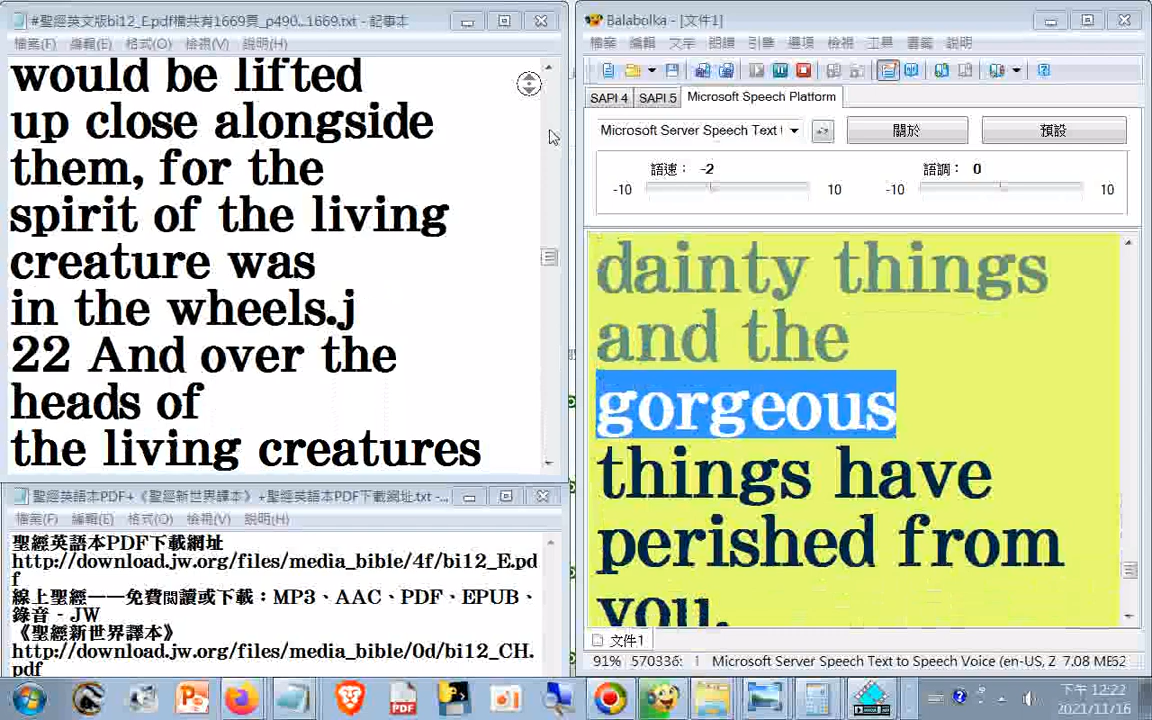 #聖經英文版bi12_E.pdf檔共有1669頁_p490...1669.txt - 記事本
檔案(F) 編輯(E) 格式(O) 檢視(V) 說明(H)
would be lifted
up close alongside
them, for the
spirit of the living
creature was
in the wheels.j
22 And over the
heads of
the living creatures
聖經英語本PDF+《聖經新世界譯本》+聖經英語本PDF下載網址.txt -...
檔案(F) 編輯(E) 格式(O) 檢視(V) 說明(H)
聖經英語本PDF下載網址
http://download.jw.org/files/media_bible/4f/bi12_E.pd
f
線上聖經——免費閱讀或下載：MP3、AAC、PDF、EPUB、
錄音 - JW
《聖經新世界譯本》
http://download.jw.org/files/media_bible/0d/bi12_CH.
pdf
Balabolka - [文件1]
檔案 編輯 文字 朗讀 引擎 選項 檢視 工具 書籤 說明
SAPI 4 SAPI 5 Microsoft Speech Platform
Microsoft Server Speech Text 關於 預設
語速： -2 語調： 0
-10 10 -10 10
dainty things
and the
gorgeous
things have
perished from
you.
文件1
91% 570336: Microsoft Server Speech Text to Speech Voice (en-US, Z 7.08 ME
下午 12:22
2021/11/16